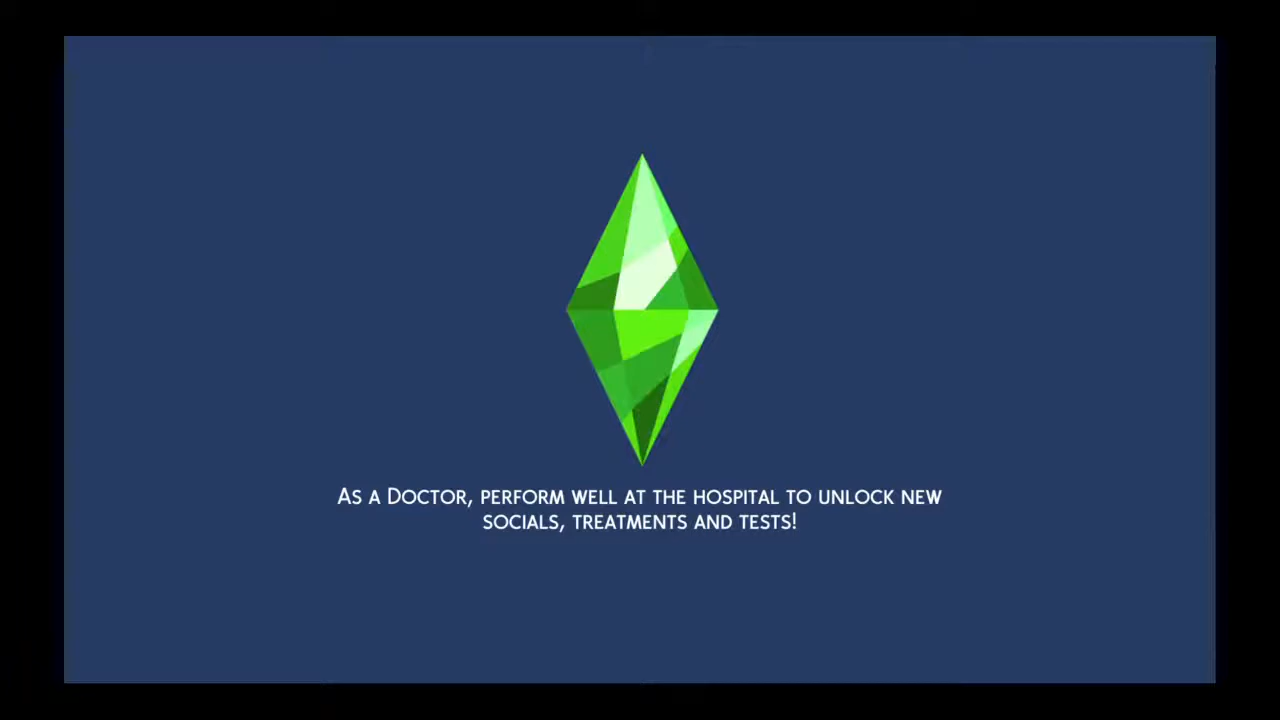 As a Doctor, perform well at the hospital to unlock new
socials, treatments and tests!